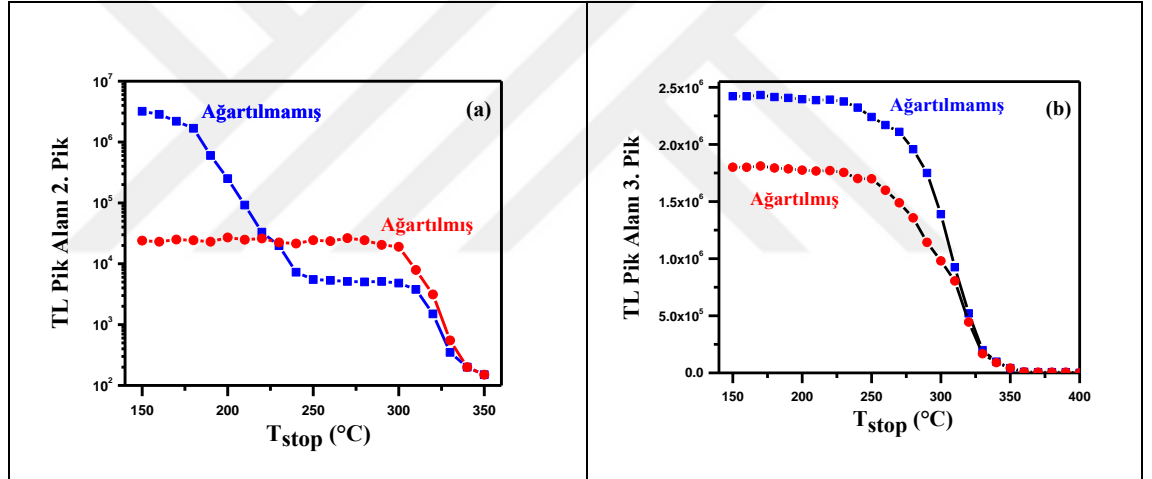 TL Pik Alanı 2. Pik
10⁷
10⁶
10⁵
10⁴
10³
10²
Ağartılmamış
(a)
Ağartılmış
150 200 250 300 350
Tstop (°C)
TL Pik Alanı 3. Pik
2.5x10⁶
2.0x10⁶
1.5x10⁶
1.0x10⁶
5.0x10⁵
0.0
(b)
Ağartılmamış
Ağartılmış
150 200 250 300 350 400
Tstop (°C)